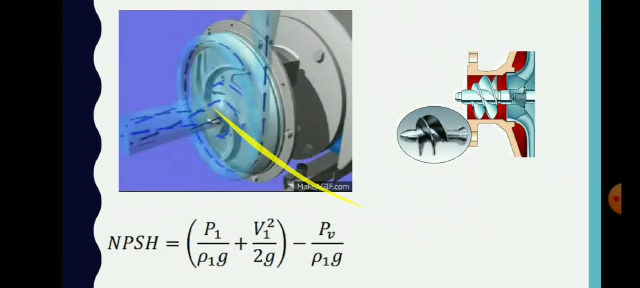 MakeAGIF.com
NPSH = (P₁/ρ₁g + V₁²/2g) − Pᵥ/ρ₁g